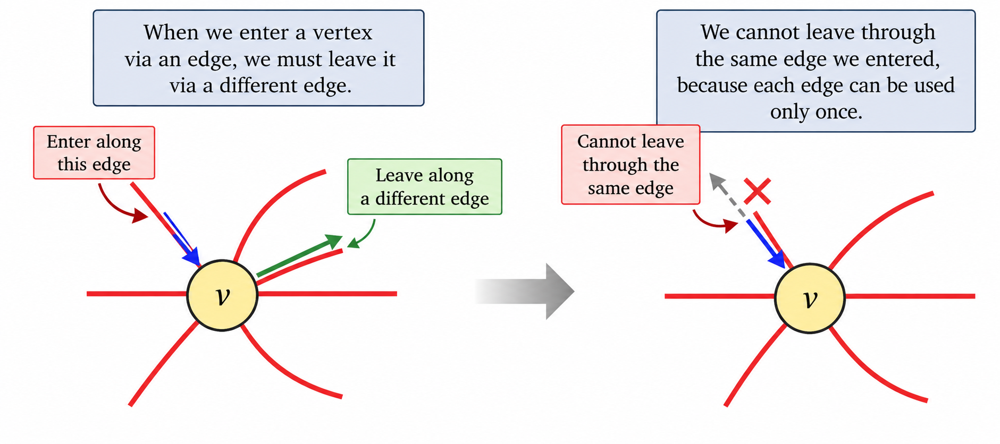 When we enter a vertex
via an edge, we must leave it
via a different edge.
Enter along
this edge
Leave along
a different edge
v
We cannot leave through
the same edge we entered,
because each edge can be used
only once.
Cannot leave
through the
same edge
v